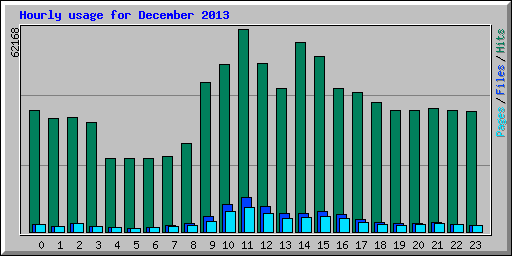 Hourly usage for December 2013
62168
Pages / Files / Hits
0 1 2 3 4 5 6 7 8 9 10 11 12 13 14 15 16 17 18 19 20 21 22 23